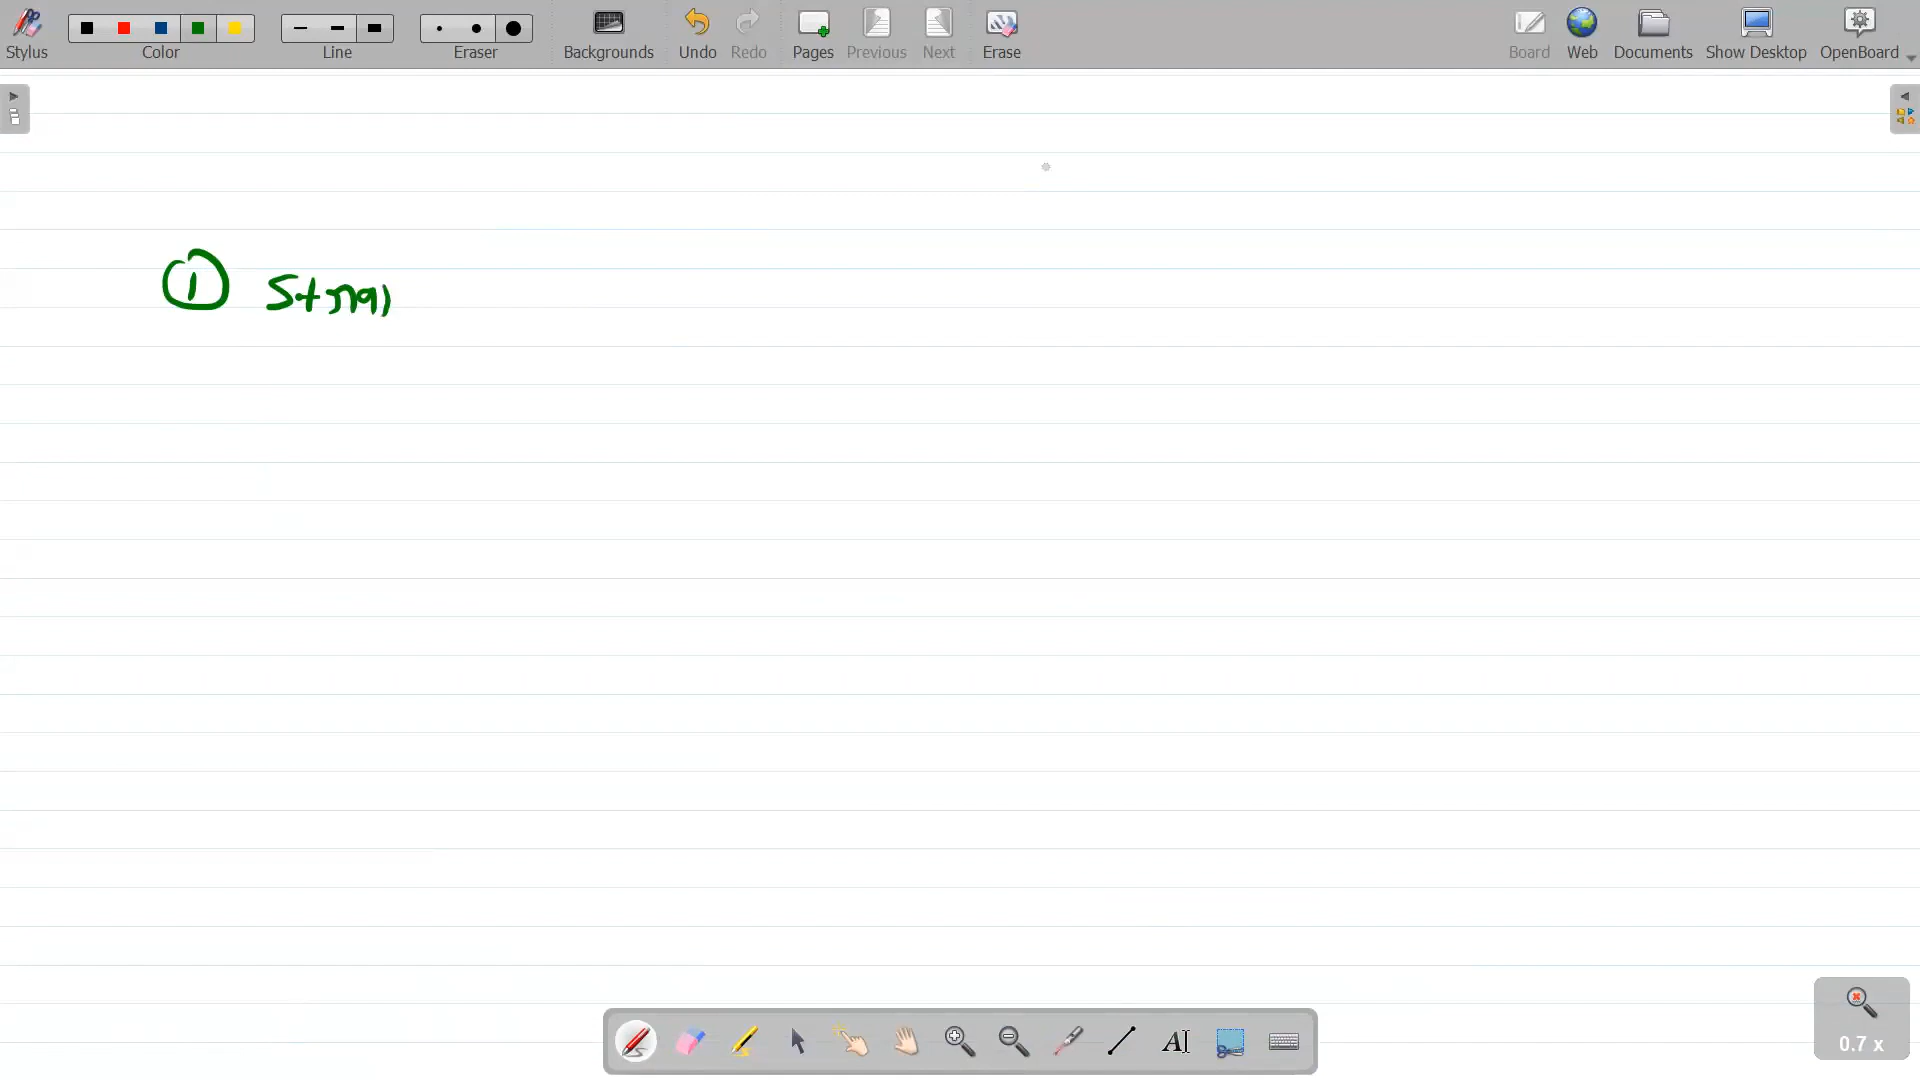 Stylus Color Line Eraser Backgrounds Undo Redo Pages Previous Next Erase Board Web Documents Show Desktop OpenBoard
①
0.7 x